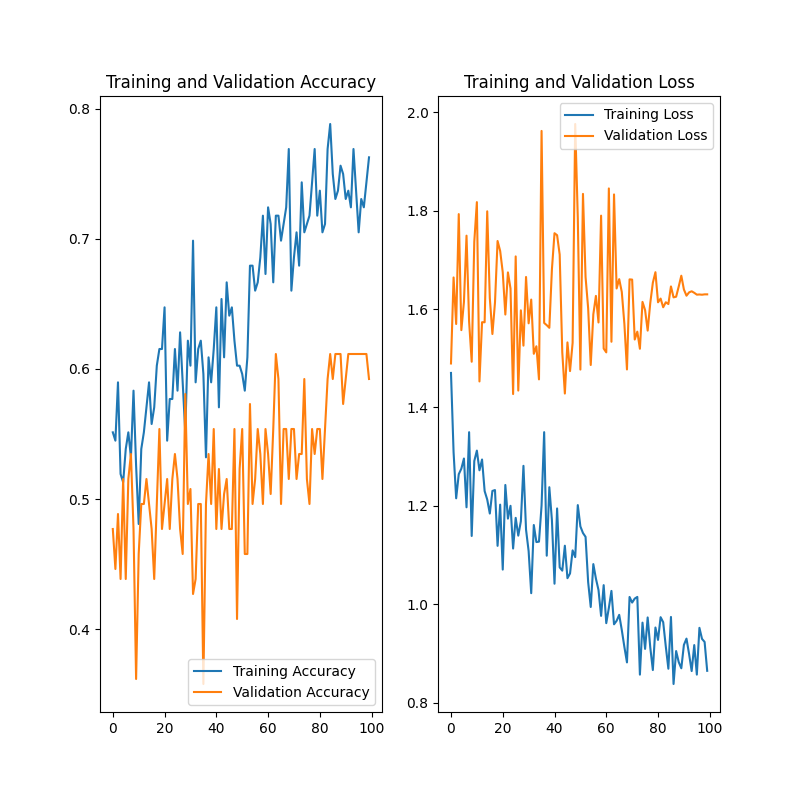 Training and Validation Accuracy
0.8
0.7
0.6
0.5
0.4
Training Accuracy
Validation Accuracy
0 20 40 60 80 100
Training and Validation Loss
2.0
1.8
1.6
1.4
1.2
1.0
0.8
Training Loss
Validation Loss
0 20 40 60 80 100